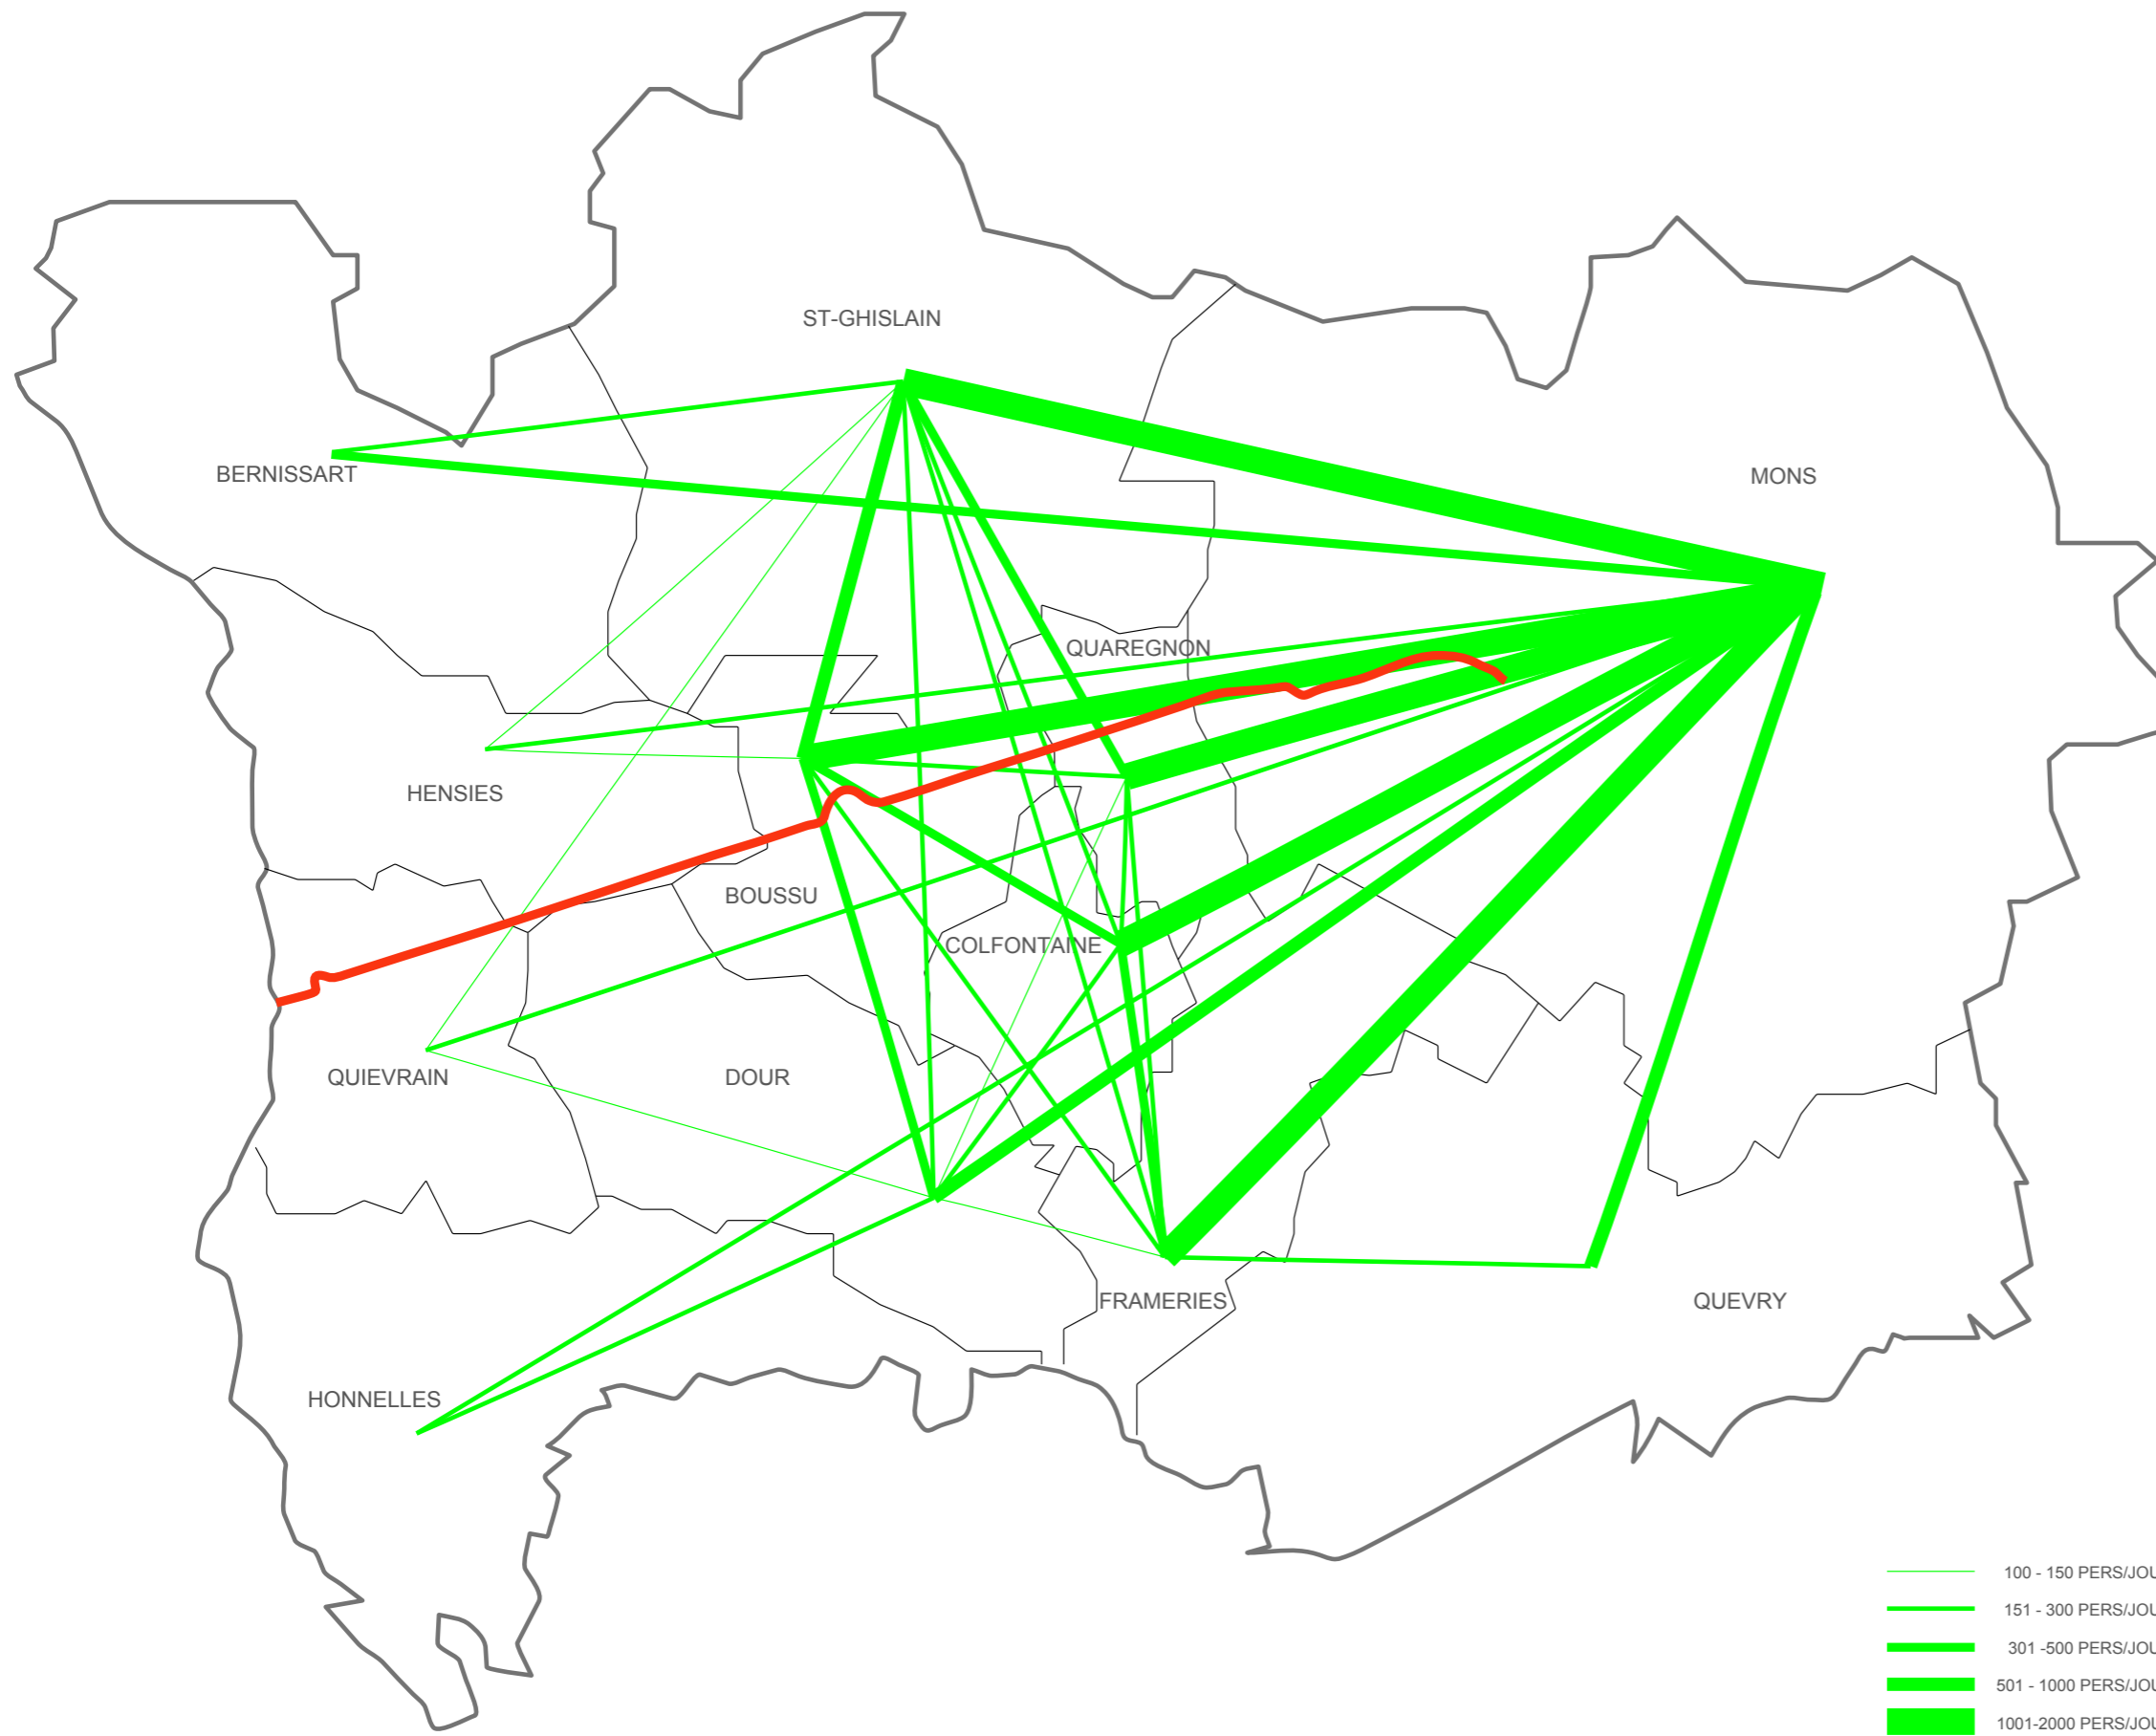 ST-GHISLAIN
BERNISSART
MONS
QUAREGNON
HENSIES
BOUSSU
COLFONTAINE
QUIEVRAIN
DOUR
FRAMERIES
QUEVRY
HONNELLES
100 - 150 PERS/JOU
151 - 300 PERS/JOU
301 -500 PERS/JOU
501 - 1000 PERS/JOU
1001-2000 PERS/JOU